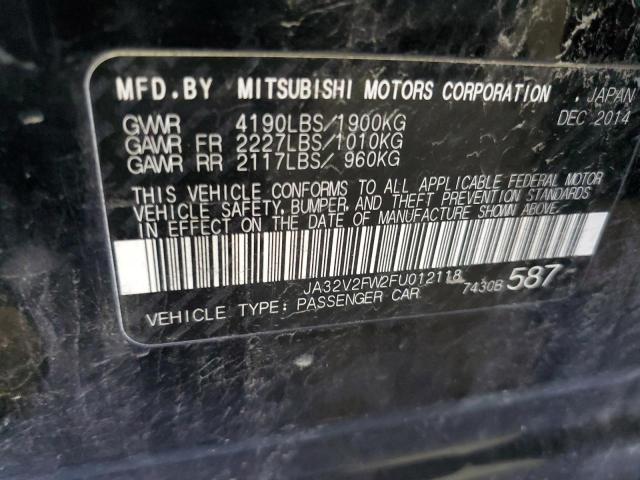 MFD.BY MITSUBISHI MOTORS CORPORATION , JAPAN
GVWR 4190LBS/1900KG DEC 2014
GAWR FR 2227LBS/1010KG
GAWR RR 2117LBS/ 960KG
THIS VEHICLE CONFORMS TO ALL APPLICABLE FEDERAL MOTOR
VEHICLE SAFETY, BUMPER, AND THEFT PREVENTION STANDARDS
IN EFFECT ON THE DATE OF MANUFACTURE SHOWN ABOVE.
JA32V2FW2FU012118
VEHICLE TYPE: PASSENGER CAR 7430B 587